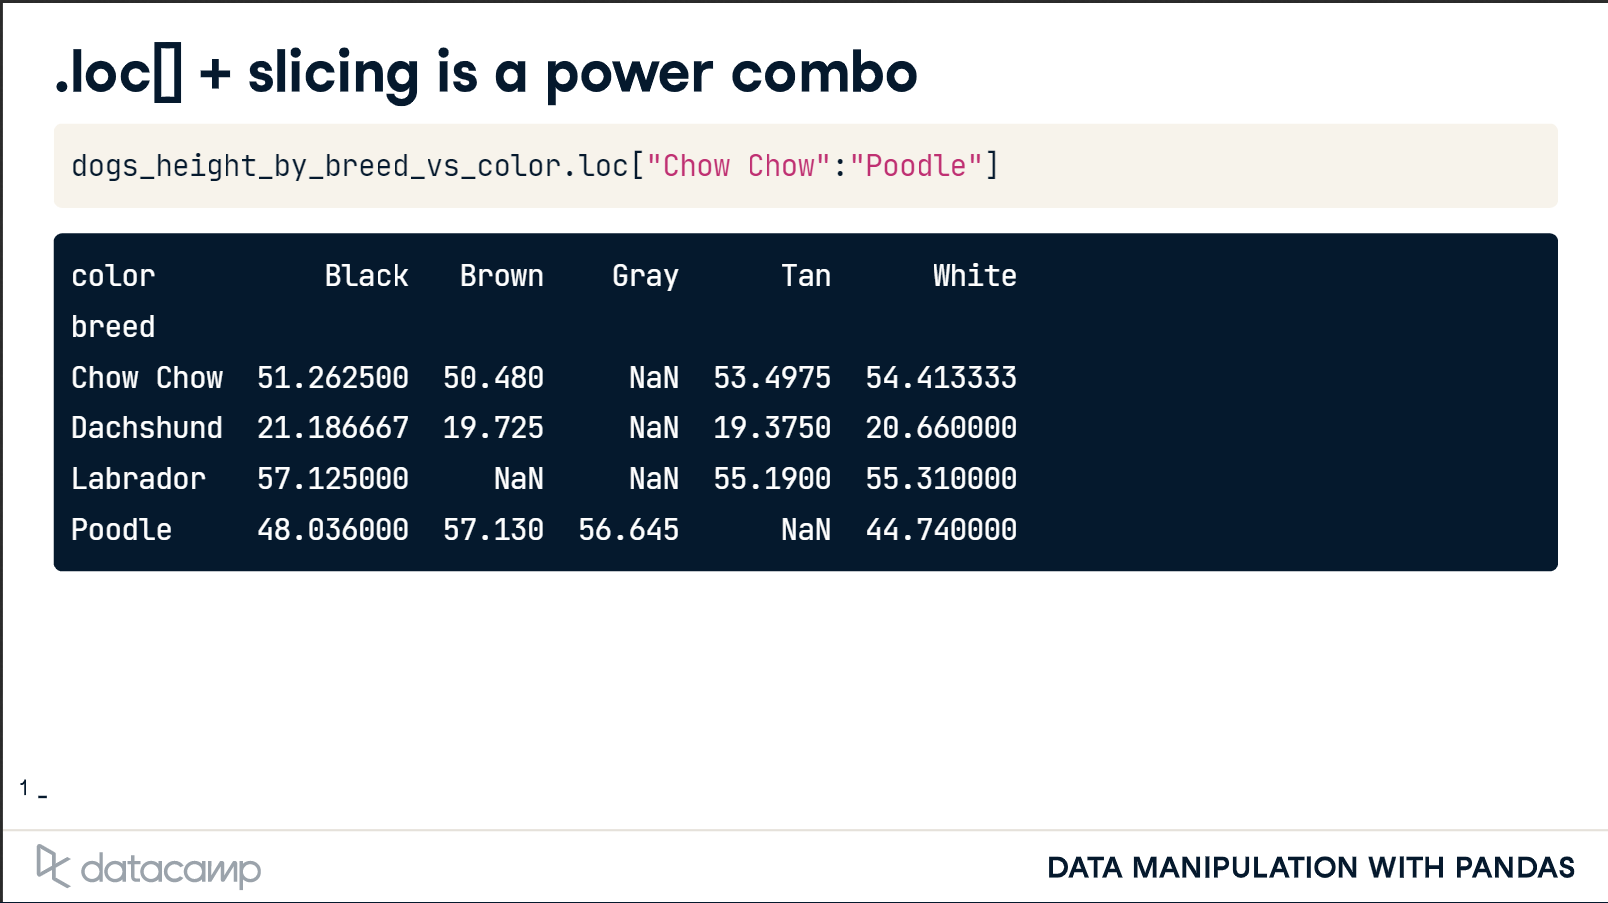 .loc[] + slicing is a power combo
dogs_height_by_breed_vs_color.loc["Chow Chow":"Poodle"]
color          Black   Brown    Gray      Tan      White
breed
Chow Chow  51.262500  50.480     NaN  53.4975  54.413333
Dachshund  21.186667  19.725     NaN  19.3750  20.660000
Labrador   57.125000     NaN     NaN  55.1900  55.310000
Poodle     48.036000  57.130  56.645      NaN  44.740000
1 _
datacamp
DATA MANIPULATION WITH PANDAS